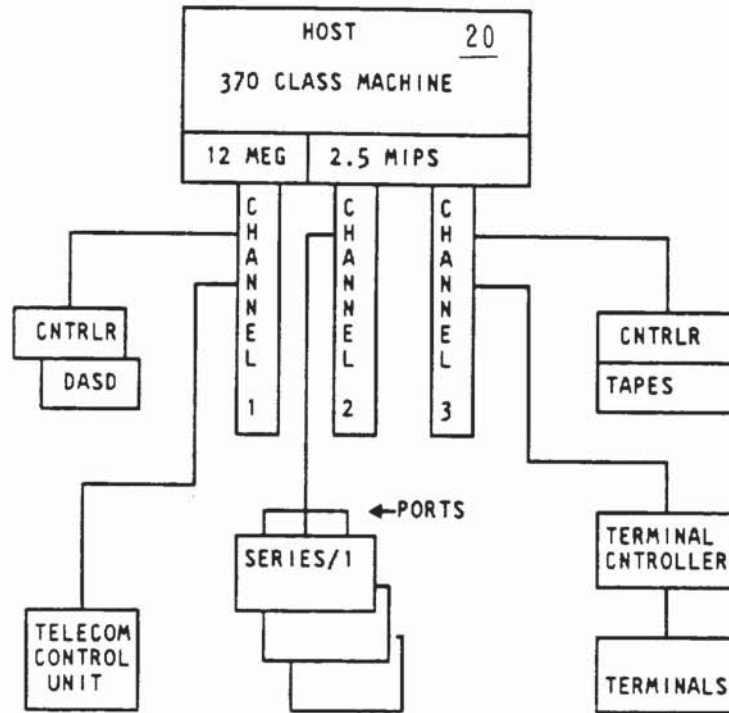 HOST 20
370 CLASS MACHINE
12 MEG 2.5 MIPS
CHANNEL 1
CHANNEL 2
CHANNEL 3
CNTRLR
DASD
CNTRLR
TAPES
←PORTS
SERIES/1
TERMINAL
CNTROLLER
TELECOM
CONTROL
UNIT
TERMINALS